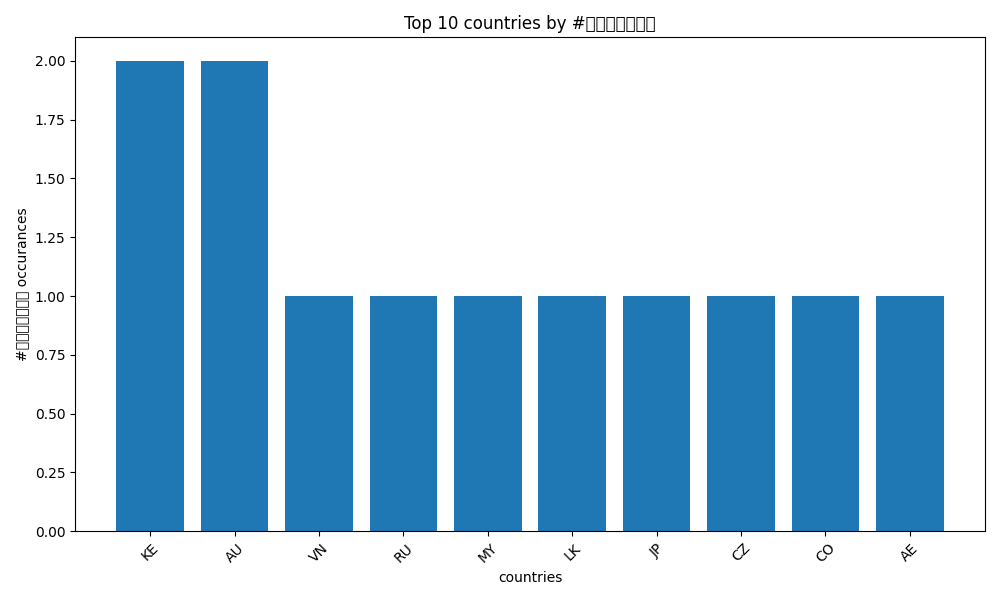 Top 10 countries by #
2.00
1.75
1.50
1.25
1.00
0.75
0.50
0.25
0.00
# occurances
KE
AU
VN
RU
MY
LK
JP
CZ
CO
AE
countries